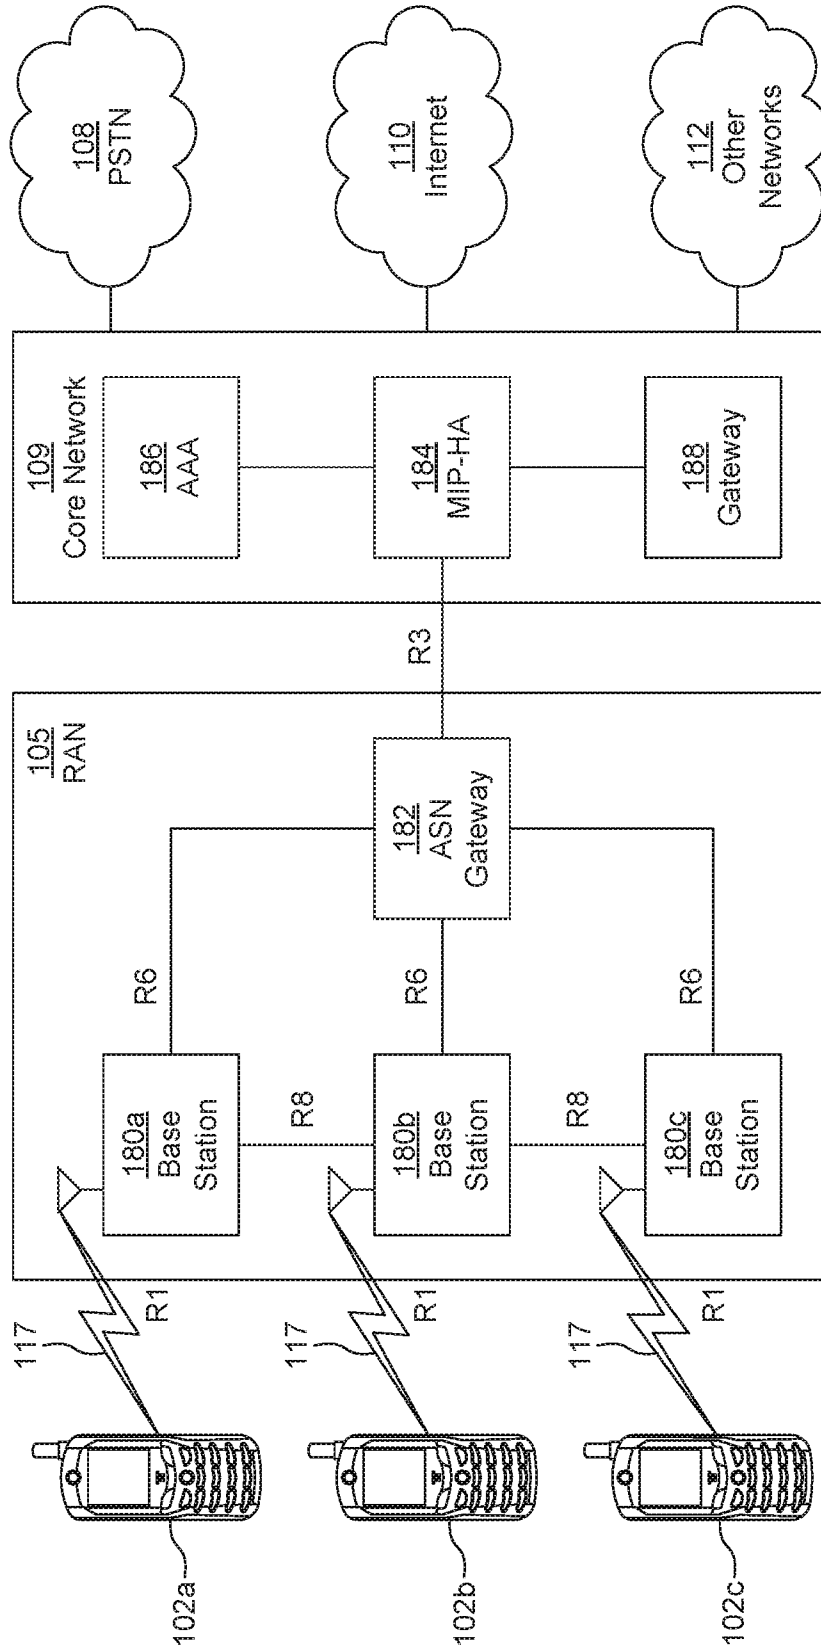 108
PSTN
110
Internet
112
Other
Networks
109
Core Network
186
AAA
184
MIP-HA
188
Gateway
R3
105
RAN
182
ASN
Gateway
R6
R6
R6
180a
Base
Station
R8
180b
Base
Station
R8
180c
Base
Station
117
R1
117
R1
117
R1
102a
102b
102c